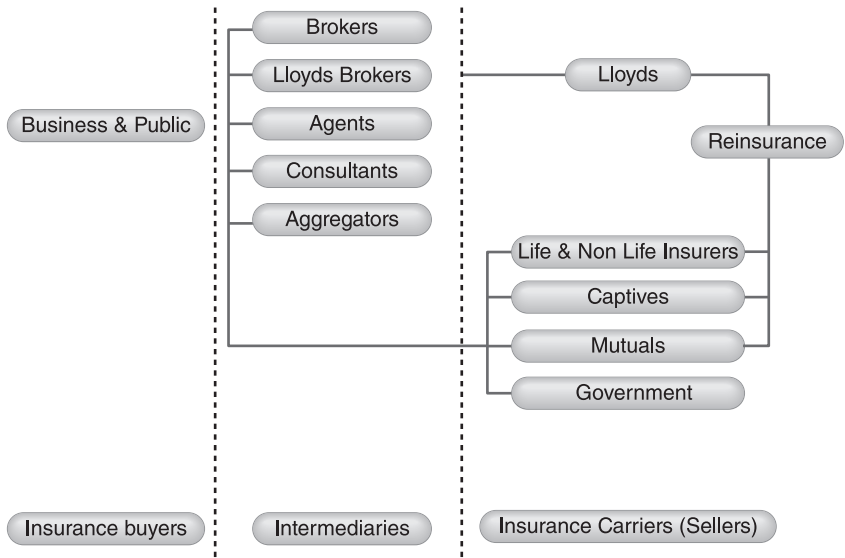 Brokers
Lloyds Brokers
Lloyds
Business & Public
Agents
Reinsurance
Consultants
Aggregators
Life & Non Life Insurers
Captives
Mutuals
Government
Insurance buyers
Intermediaries
Insurance Carriers (Sellers)